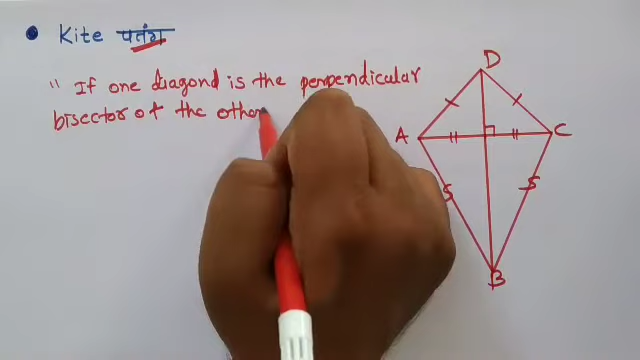 Kite पतंग
" If one diagonal is the perpendicular
bisector of the other
D
A
C
S
S
B